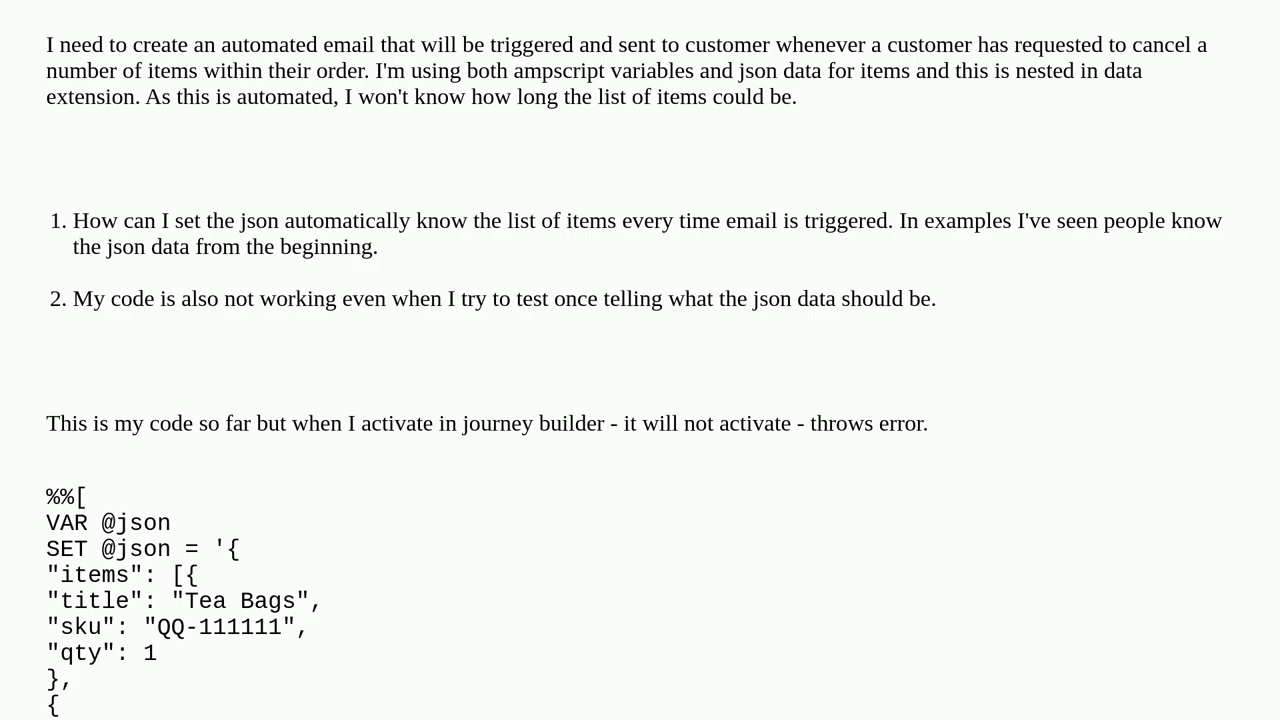 I need to create an automated email that will be triggered and sent to customer whenever a customer has requested to cancel a
number of items within their order. I'm using both ampscript variables and json data for items and this is nested in data
extension. As this is automated, I won't know how long the list of items could be.
1. How can I set the json automatically know the list of items every time email is triggered. In examples I've seen people know
the json data from the beginning.
2. My code is also not working even when I try to test once telling what the json data should be.
This is my code so far but when I activate in journey builder - it will not activate - throws error.
%%[
VAR @json
SET @json = '{
"items": [{
"title": "Tea Bags",
"sku": "QQ-111111",
"qty": 1
},
{